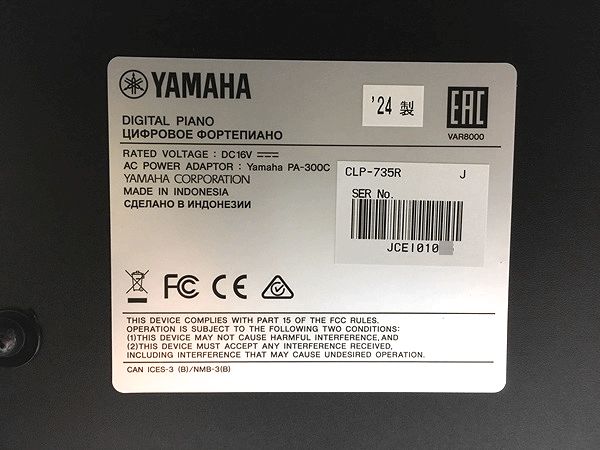 YAMAHA
'24 製
EAC
VAR8000
DIGITAL PIANO
ЦИФРОВОЕ ФОРТЕПИАНО
RATED VOLTAGE : DC16V
AC POWER ADAPTOR : Yamaha PA-300C
YAMAHA CORPORATION
MADE IN INDONESIA
СДЕЛАНО В ИНДОНЕЗИИ
CLP-735R J
SER No.
JCEI010
FC CE
THIS DEVICE COMPLIES WITH PART 15 OF THE FCC RULES.
OPERATION IS SUBJECT TO THE FOLLOWING TWO CONDITIONS:
(1)THIS DEVICE MAY NOT CAUSE HARMFUL INTERFERENCE,AND
(2)THIS DEVICE MUST ACCEPT ANY INTERFERENCE RECEIVED,
INCLUDING INTERFERENCE THAT MAY CAUSE UNDESIRED OPERATION.
CAN ICES-3 (B)/NMB-3(B)